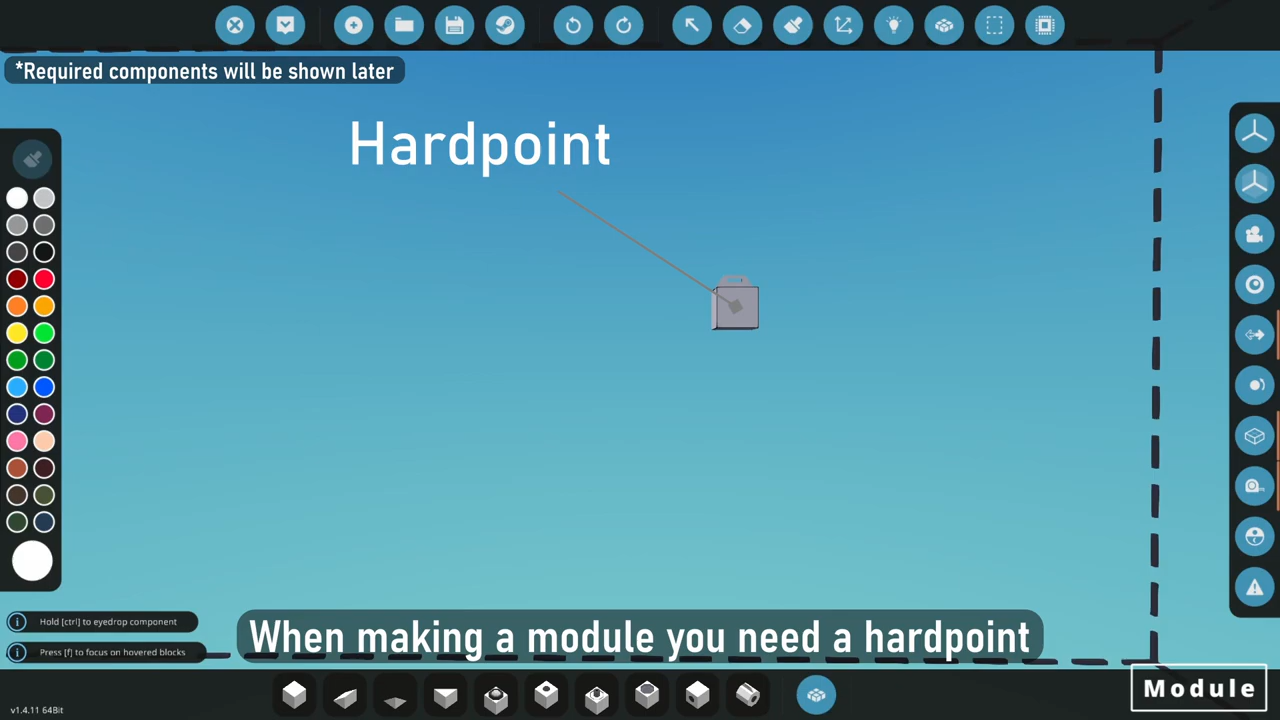 *Required components will be shown later
Hardpoint
Hold [ctrl] to eyedrop component
Press [f] to focus on hovered blocks
When making a module you need a hardpoint
Module
v1.4.11 64Bit